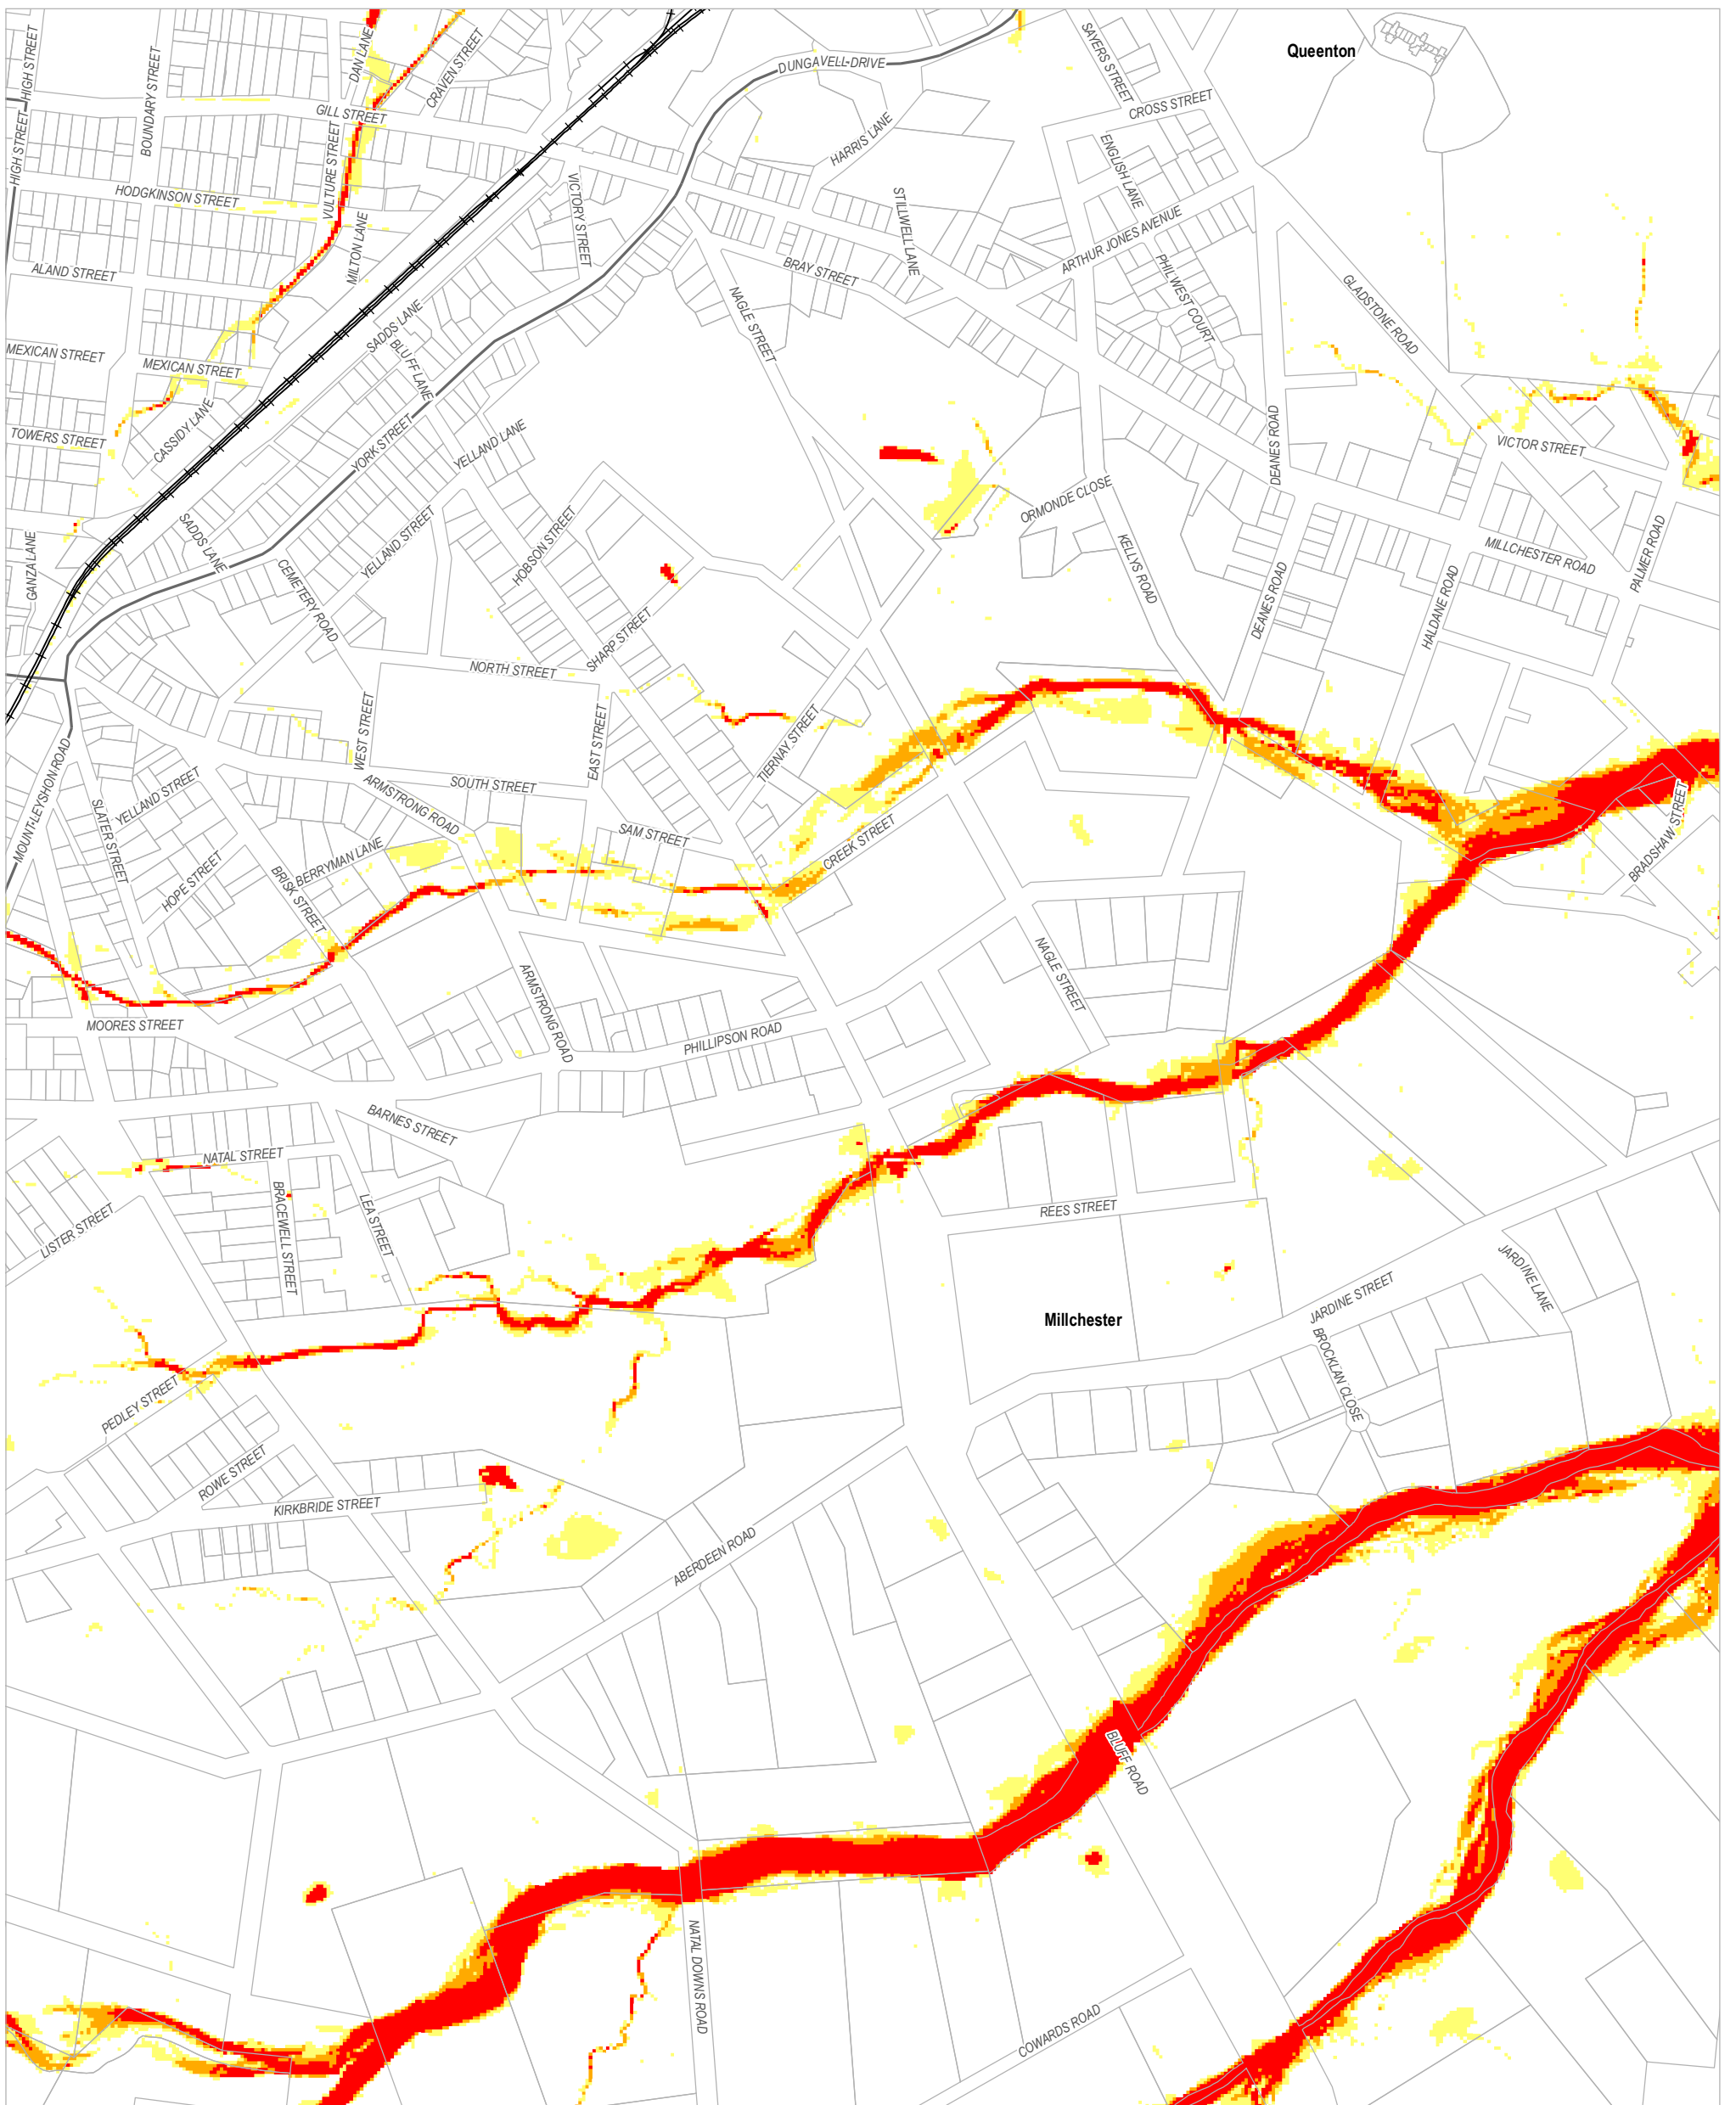 Queenton
HIGH STREET
HIGH STREET
HIGH STREET
BOUNDARY STREET
DAN LANE
CRAVEN STREET
GILL STREET
VULTURE STREET
HODGKINSON STREET
MILTON LANE
ALAND STREET
MEXICAN STREET
MEXICAN STREET
TOWERS STREET
CASSIDY LANE
GANZA LANE
SADDS LANE
SADDS LANE
BLUFF LANE
YORK STREET
YELLAND LANE
YELLAND STREET
CEMETERY ROAD
VICTORY STREET
DUNGAVELL-DRIVE
HARRIS LANE
STILLWELL LANE
BRAY STREET
NAGLE STREET
SAYERS STREET
CROSS STREET
ENGLISH LANE
ARTHUR JONES AVENUE
PHILWEST COURT
GLADSTONE ROAD
DEANES ROAD
VICTOR STREET
ORMONDE CLOSE
KELLYS ROAD
MILLCHESTER ROAD
PALMER ROAD
DEANES ROAD
HALDANE ROAD
HOBSON STREET
SHARP STREET
NORTH STREET
WEST STREET
EAST STREET
TIERNAY STREET
SOUTH STREET
ARMSTRONG ROAD
SAM STREET
CREEK STREET
BRADSHAW STREET
MOUNT-LEYSHON ROAD
YELLAND STREET
SLATER STREET
HOPE STREET
BRISK STREET
BERRYMAN LANE
ARMSTRONG ROAD
NAGLE STREET
MOORES STREET
PHILLIPSON ROAD
BARNES STREET
NATAL STREET
BRACEWELL STREET
LEA STREET
LISTER STREET
REES STREET
JARDINE LANE
JARDINE STREET
Millchester
BROCKLAN CLOSE
PEDLEY STREET
ROWE STREET
KIRKBRIDE STREET
ABERDEEN ROAD
BLUFF ROAD
NATAL DOWNS ROAD
COWARDS ROAD